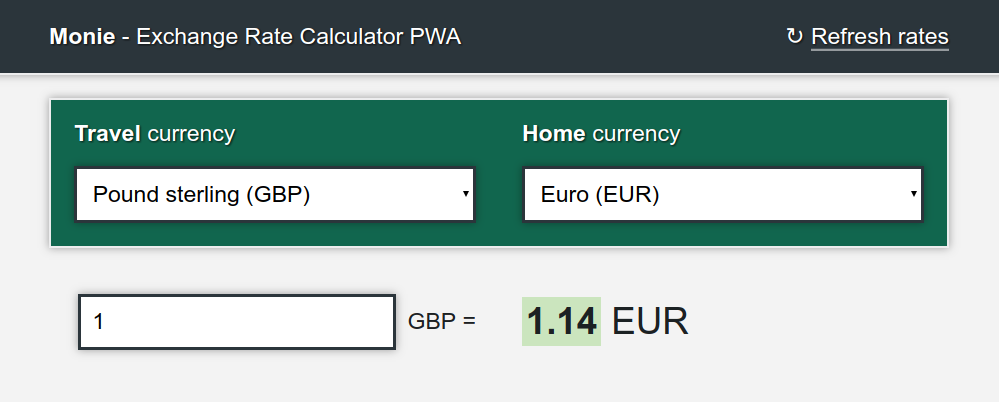 Monie - Exchange Rate Calculator PWA
↻ Refresh rates
Travel currency
Home currency
Pound sterling (GBP)
Euro (EUR)
1 GBP =
1.14 EUR